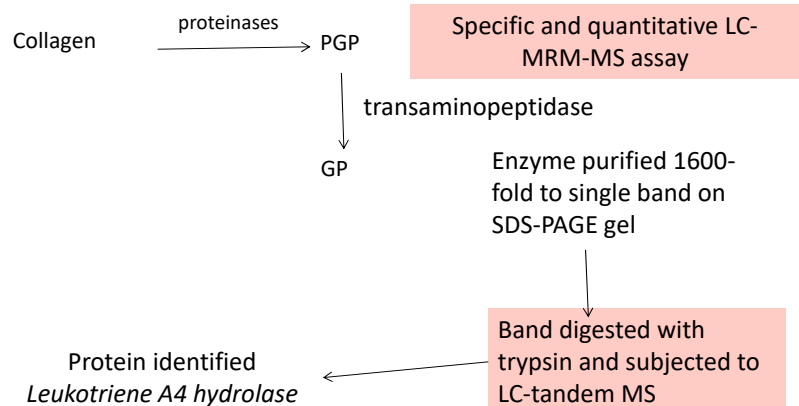 Collagen
proteinases
PGP
Specific and quantitative LC-
MRM-MS assay
transaminopeptidase
GP
Enzyme purified 1600-
fold to single band on
SDS-PAGE gel
Band digested with
trypsin and subjected to
LC-tandem MS
Protein identified
Leukotriene A4 hydrolase